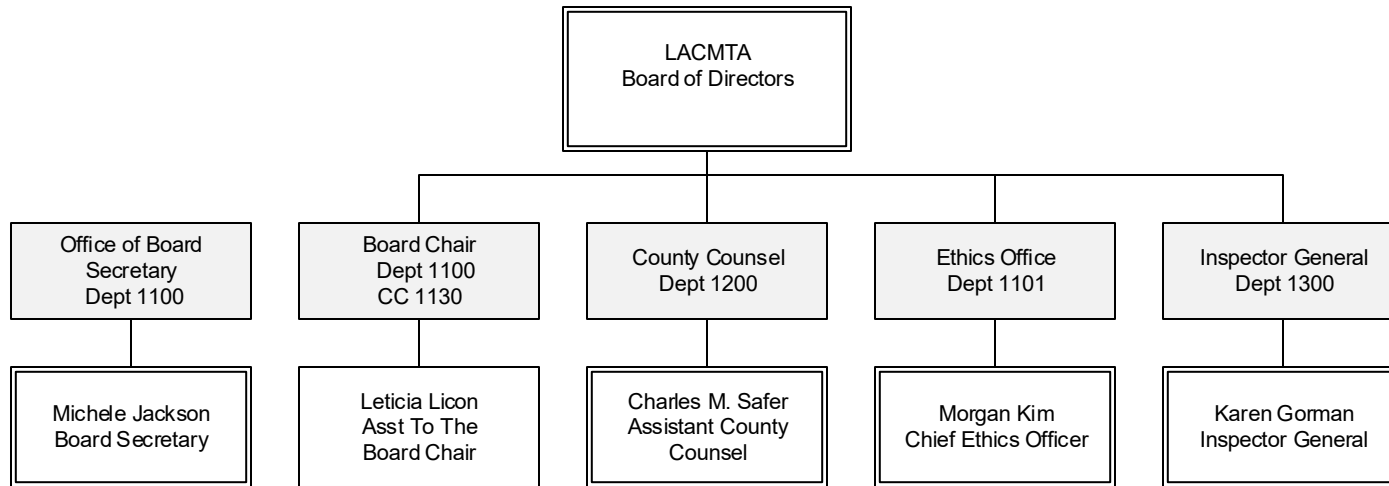 LACMTA
Board of Directors
Office of Board
Secretary
Dept 1100
Board Chair
Dept 1100
CC 1130
County Counsel
Dept 1200
Ethics Office
Dept 1101
Inspector General
Dept 1300
Michele Jackson
Board Secretary
Leticia Licon
Asst To The
Board Chair
Charles M. Safer
Assistant County
Counsel
Morgan Kim
Chief Ethics Officer
Karen Gorman
Inspector General